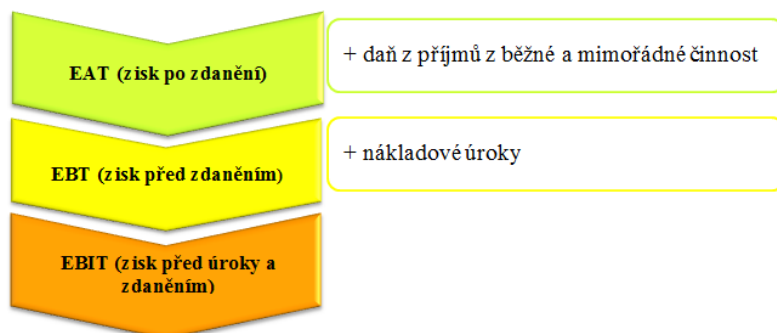 EAT (zisk po zdanění)
+ daň z příjmů z běžné a mimořádné činnost
EBT (zisk před zdaněním)
+ nákladové úroky
EBIT (zisk před úroky a
zdaněním)